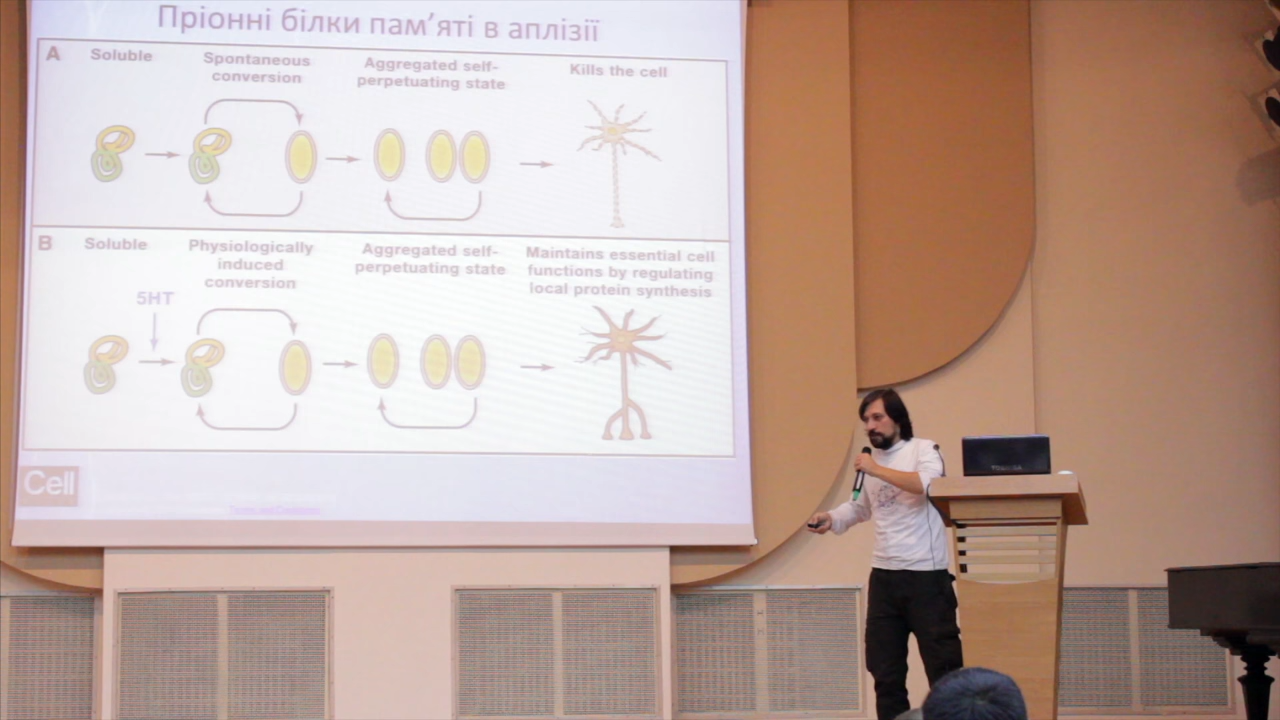 Пріонні білки пам’яті в аплізії
A
Soluble
Spontaneous
conversion
Aggregated self-
perpetuating state
Kills the cell
B
Soluble
Physiologically
induced
conversion
Aggregated self-
perpetuating state
Maintains essential cell
functions by regulating
local protein synthesis
5HT
Cell
TOSHIBA